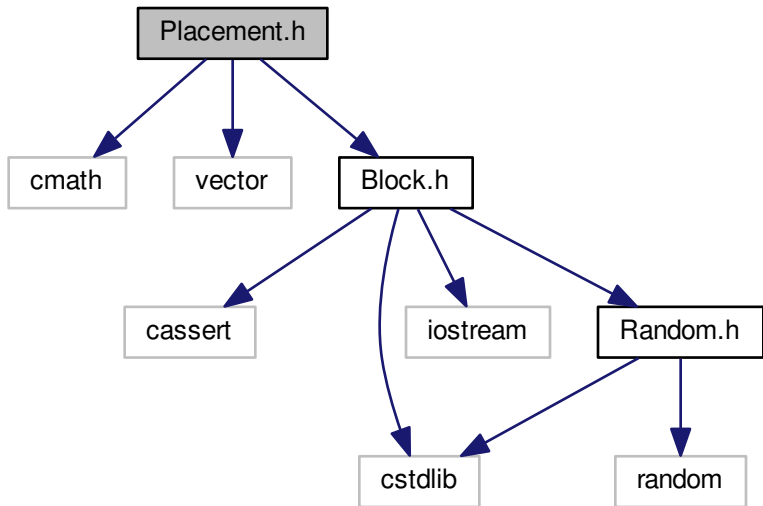 Placement.h
cmath
vector
Block.h
cassert
iostream
Random.h
cstdlib
random